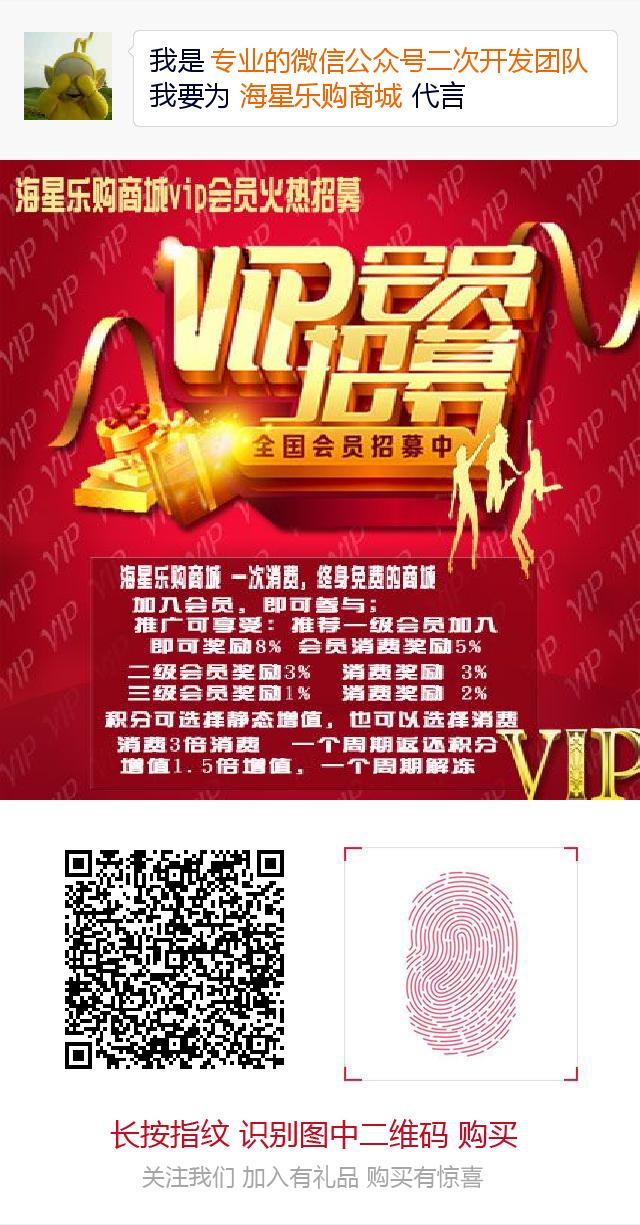 我是 专业的微信公众号二次开发团队
我要为 海星乐购商城 代言
海星乐购商城vip会员火热招募
VIP会员
招募
全国会员招募中
海星乐购商城 一次消费，终身免费的商城
加入会员，即可参与；
推广可享受：推荐一级会员加入
即可奖励8% 会员消费奖励5%
二级会员奖励3% 消费奖励 3%
三级会员奖励1% 消费奖励 2%
积分可选择静态增值，也可以选择消费
消费3倍消费 一个周期返还积分
增值1.5倍增值，一个周期解冻
VIP
长按指纹 识别图中二维码 购买
关注我们 加入有礼品 购买有惊喜